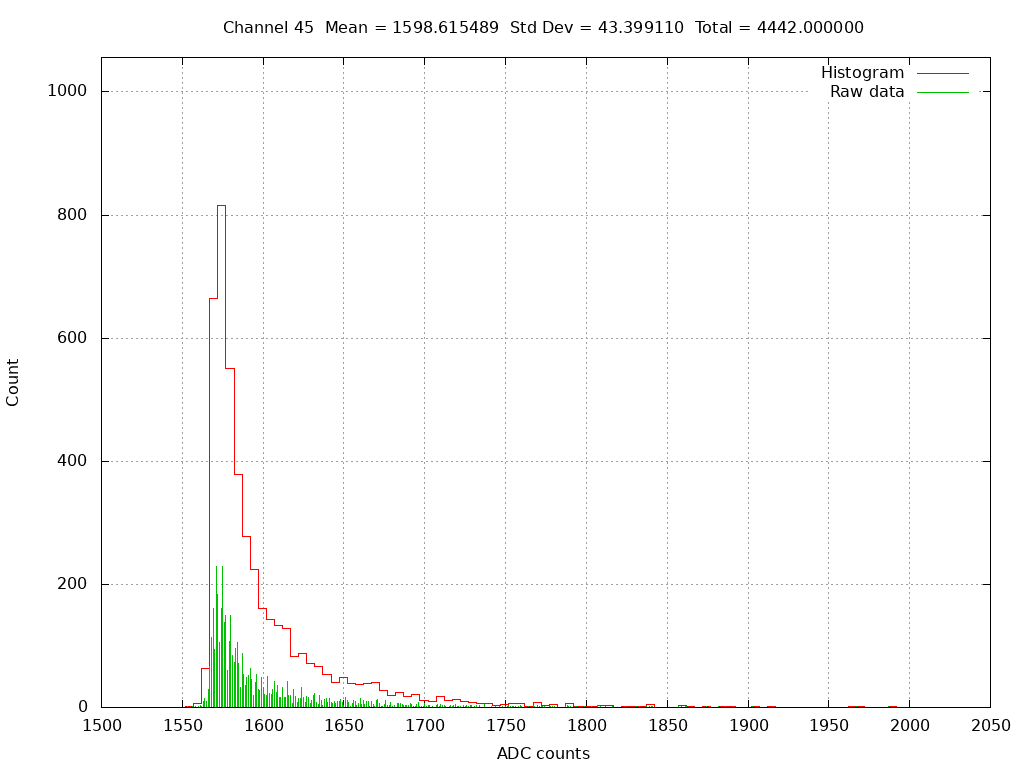 Channel 45  Mean = 1598.615489  Std Dev = 43.399110  Total = 4442.000000
Histogram
Raw data
1000
800
600
400
200
0
Count
1500 1550 1600 1650 1700 1750 1800 1850 1900 1950 2000 2050
ADC counts